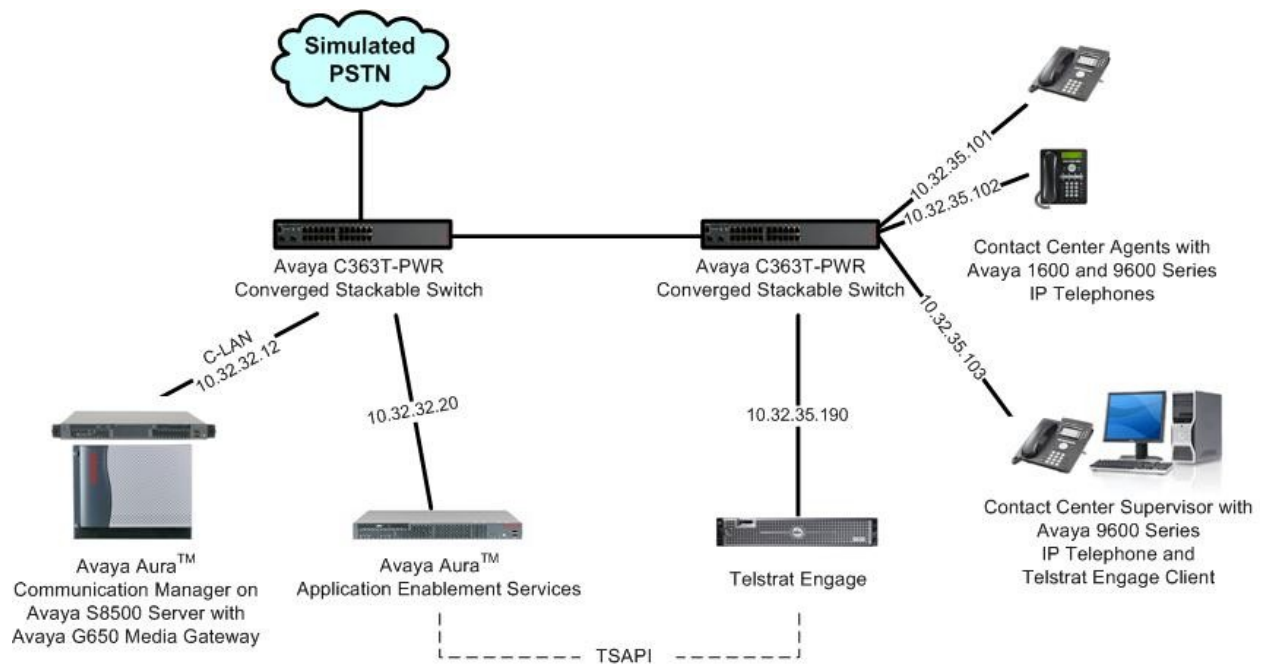 Simulated
PSTN
10.32.35.101
10.32.35.102
Contact Center Agents with
Avaya 1600 and 9600 Series
IP Telephones
Avaya C363T-PWR
Converged Stackable Switch
Avaya C363T-PWR
Converged Stackable Switch
10.32.35.103
C-LAN
10.32.32.12
10.32.32.20
10.32.35.190
Avaya Aura™
Communication Manager on
Avaya S8500 Server with
Avaya G650 Media Gateway
Avaya Aura™
Application Enablement Services
Telstrat Engage
Contact Center Supervisor with
Avaya 9600 Series
IP Telephone and
Telstrat Engage Client
TSAPI